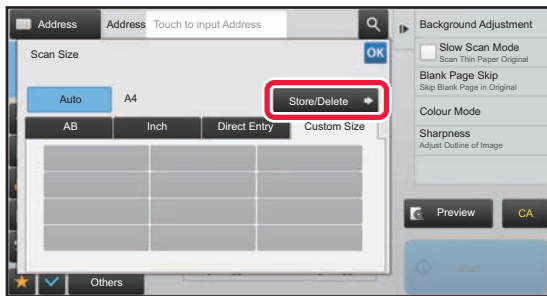 Address
Address
Touch to input Address
Scan Size
OK
Auto
A4
Store/Delete
AB
Inch
Direct Entry
Custom Size
Others
Background Adjustment
Slow Scan Mode
Scan Thin Paper Original
Blank Page Skip
Skip Blank Page in Original
Colour Mode
Sharpness
Adjust Outline of Image
Preview
CA
Start